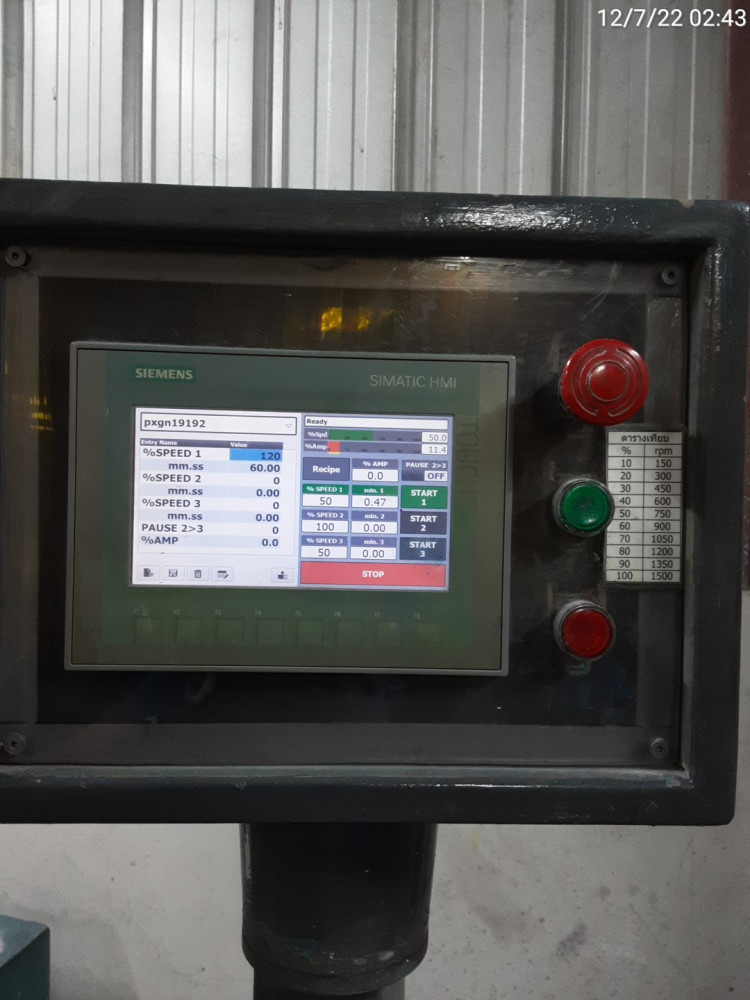 12/7/22 02:43
SIEMENS
SIMATIC HMI
pxgn19192
Entry Name Value
%SPEED 1 120
mm.ss 60.00
%SPEED 2 0
mm.ss 0.00
%SPEED 3 0
mm.ss 0.00
PAUSE 2>3 0
%AMP 0.0
Ready
%Spd 50.0
%Amp 11.4
Recipe
% AMP
0.0
PAUSE 2>3
OFF
% SPEED 1 min. 1
50 0.47
START
1
% SPEED 2 min. 2
100 0.00
START
2
% SPEED 3 min. 3
50 0.00
START
3
STOP
ตารางเทียบ
% rpm
10 150
20 300
30 450
40 600
50 750
60 900
70 1050
80 1200
90 1350
100 1500